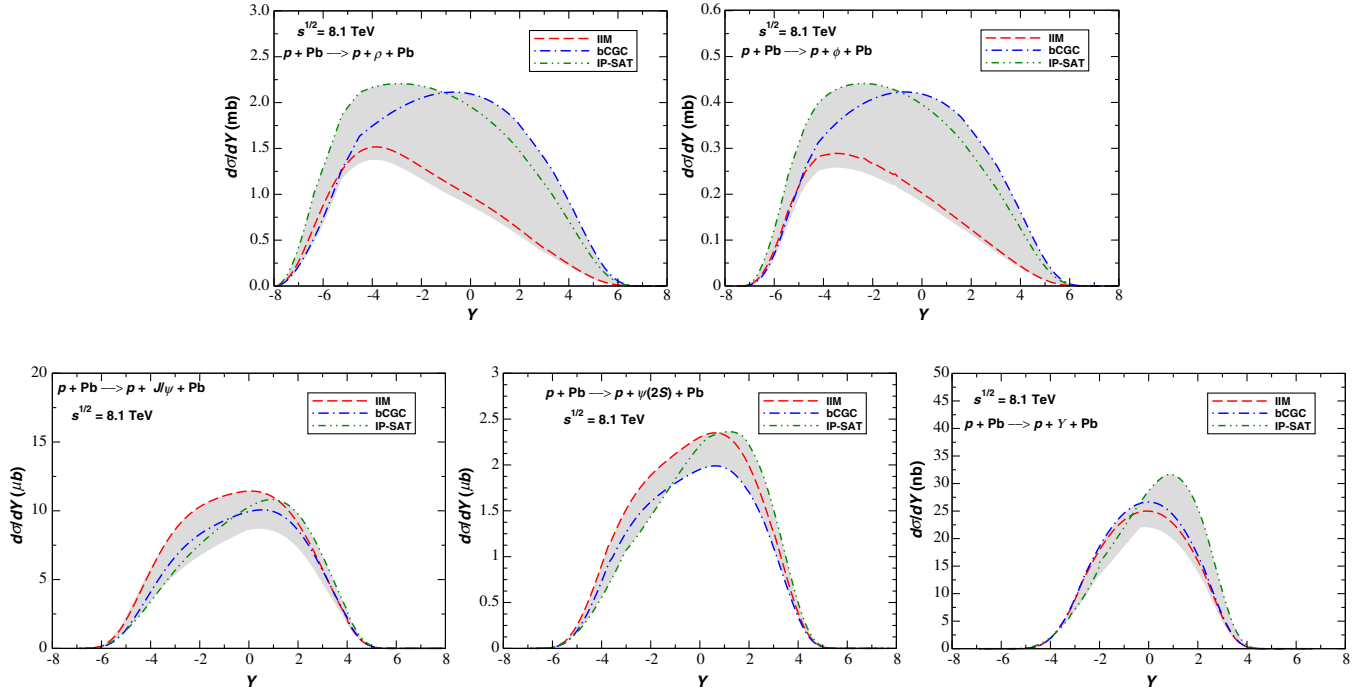 s^{1/2} = 8.1 TeV
p + Pb —> p + ρ + Pb
IIM
bCGC
IP-SAT
dσ/dY (mb)
3.0
2.5
2.0
1.5
1.0
0.5
0.0
-8 -6 -4 -2 0 2 4 6 8
Y
s^{1/2} = 8.1 TeV
p + Pb —> p + ϕ + Pb
IIM
bCGC
IP-SAT
dσ/dY (mb)
0.6
0.5
0.4
0.3
0.2
0.1
0
-8 -6 -4 -2 0 2 4 6 8
Y
p + Pb —> p + J/ψ + Pb
s^{1/2} = 8.1 TeV
IIM
bCGC
IP-SAT
dσ/dY (μb)
20
15
10
5
0
-8 -6 -4 -2 0 2 4 6 8
Y
p + Pb —> p + ψ(2S) + Pb
s^{1/2} = 8.1 TeV
IIM
bCGC
IP-SAT
dσ/dY (μb)
3
2.5
2
1.5
1
0.5
0
-8 -6 -4 -2 0 2 4 6 8
Y
s^{1/2} = 8.1 TeV
p + Pb —> p + Υ + Pb
IIM
bCGC
IP-SAT
dσ/dY (nb)
50
45
40
35
30
25
20
15
10
5
0
-8 -6 -4 -2 0 2 4 6 8
Y